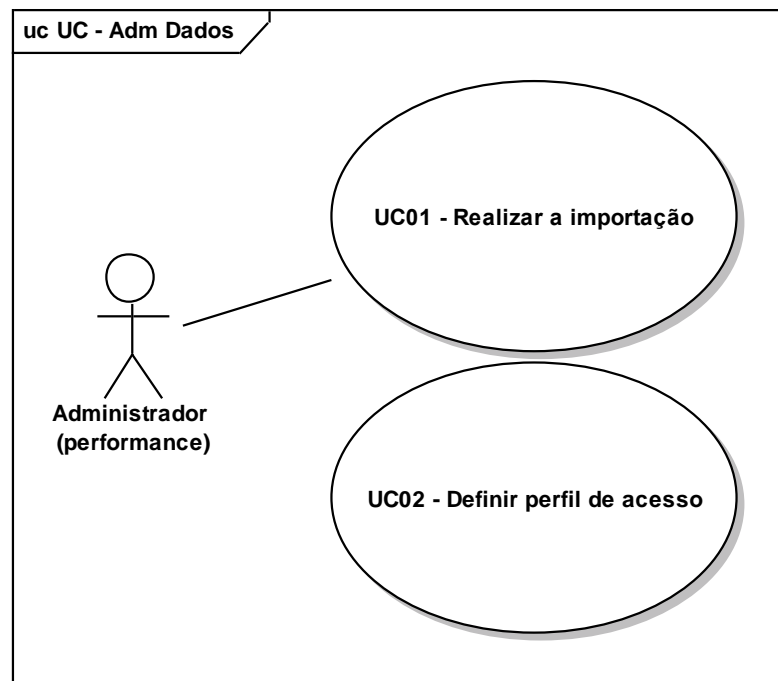 uc UC - Adm Dados
UC01 - Realizar a importação
Administrador
(performance)
UC02 - Definir perfil de acesso